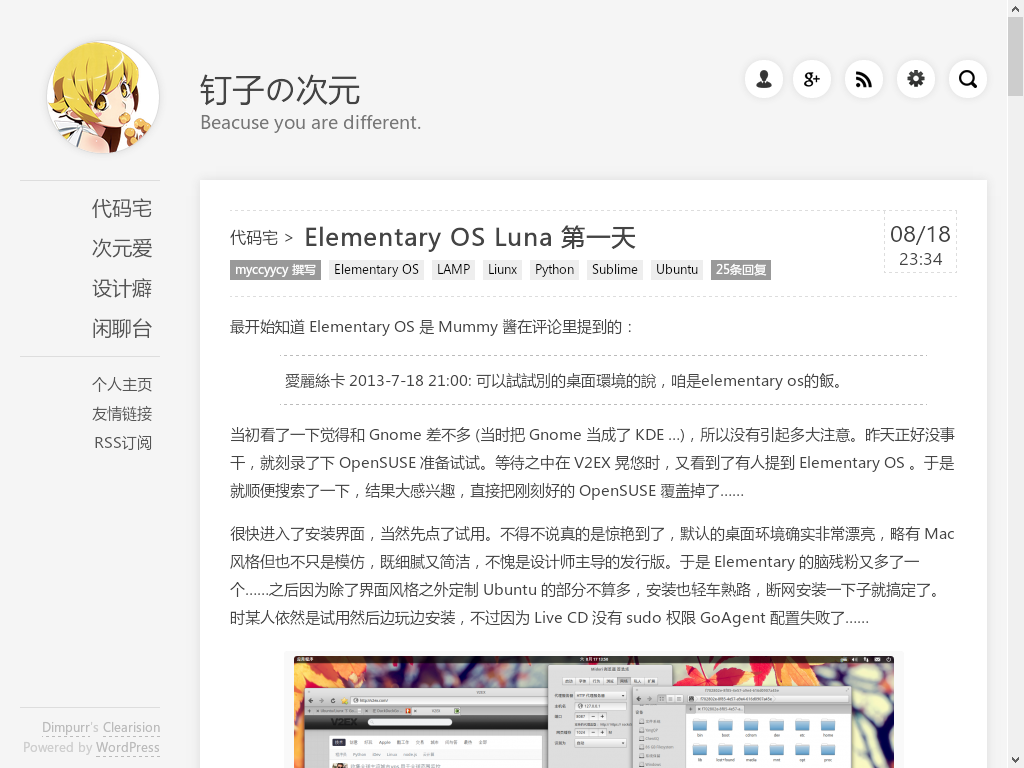 钉子の次元
Beacuse you are different.
g+
代码宅
次元爱
设计癖
闲聊台
个人主页
友情链接
RSS订阅
Dimpurr's Clearision
Powered by WordPress
代码宅 > Elementary OS Luna 第一天
08/18
23:34
myccyycy 撰写 Elementary OS LAMP Liunx Python Sublime Ubuntu 25条回复
最开始知道 Elementary OS 是 Mummy 醬在评论里提到的：
愛麗絲卡 2013-7-18 21:00: 可以試試別的桌面環境的說，咱是elementary os的飯。
当初看了一下觉得和 Gnome 差不多 (当时把 Gnome 当成了 KDE ...)，所以没有引起多大注意。昨天正好没事
干，就刻录了下 OpenSUSE 准备试试。等待之中在 V2EX 晃悠时，又看到了有人提到 Elementary OS 。于是
就顺便搜索了一下，结果大感兴趣，直接把刚刻好的 OpenSUSE 覆盖掉了……
很快进入了安装界面，当然先点了试用。不得不说真的是惊艳到了，默认的桌面环境确实非常漂亮，略有 Mac
风格但也不只是模仿，既细腻又简洁，不愧是设计师主导的发行版。于是 Elementary 的脑残粉又多了一
个……之后因为除了界面风格之外定制 Ubuntu 的部分不算多，安装也轻车熟路，断网安装一下子就搞定了。
时某人依然是试用然后边玩边安装，不过因为 Live CD 没有 sudo 权限 GoAgent 配置失败了……
V2EX